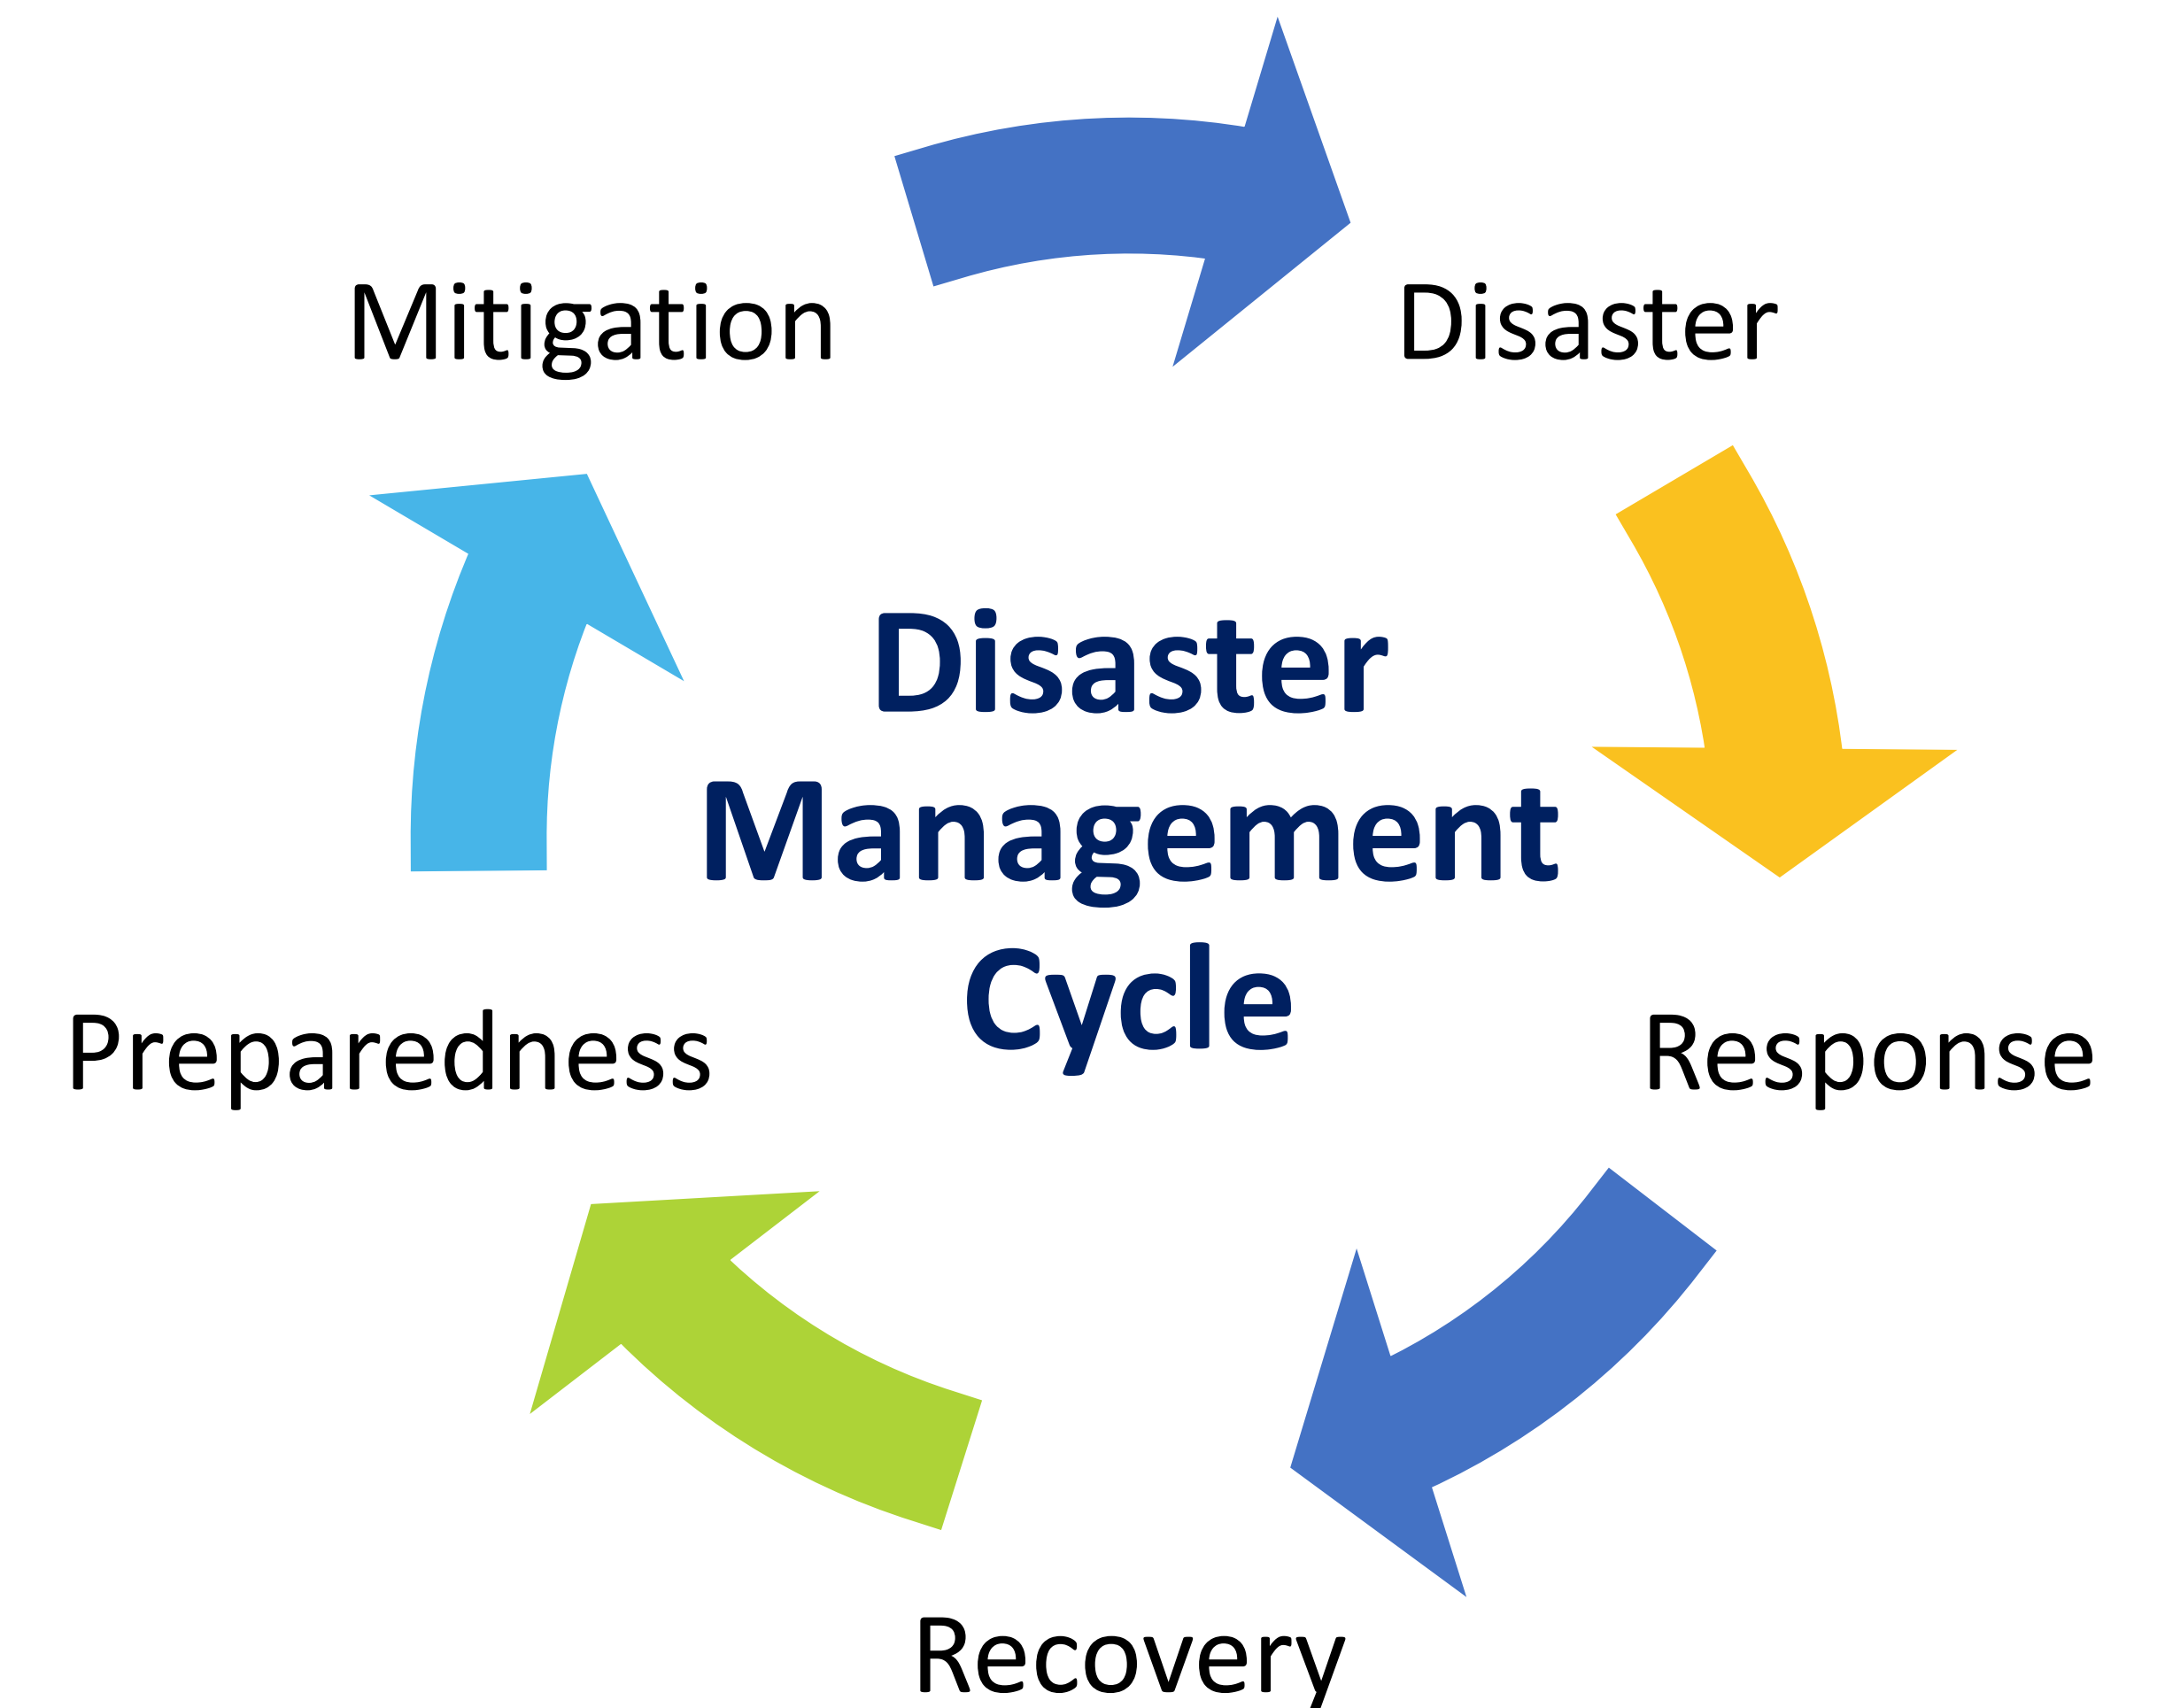 Mitigation
Disaster
Disaster
Management
Cycle
Preparedness
Response
Recovery